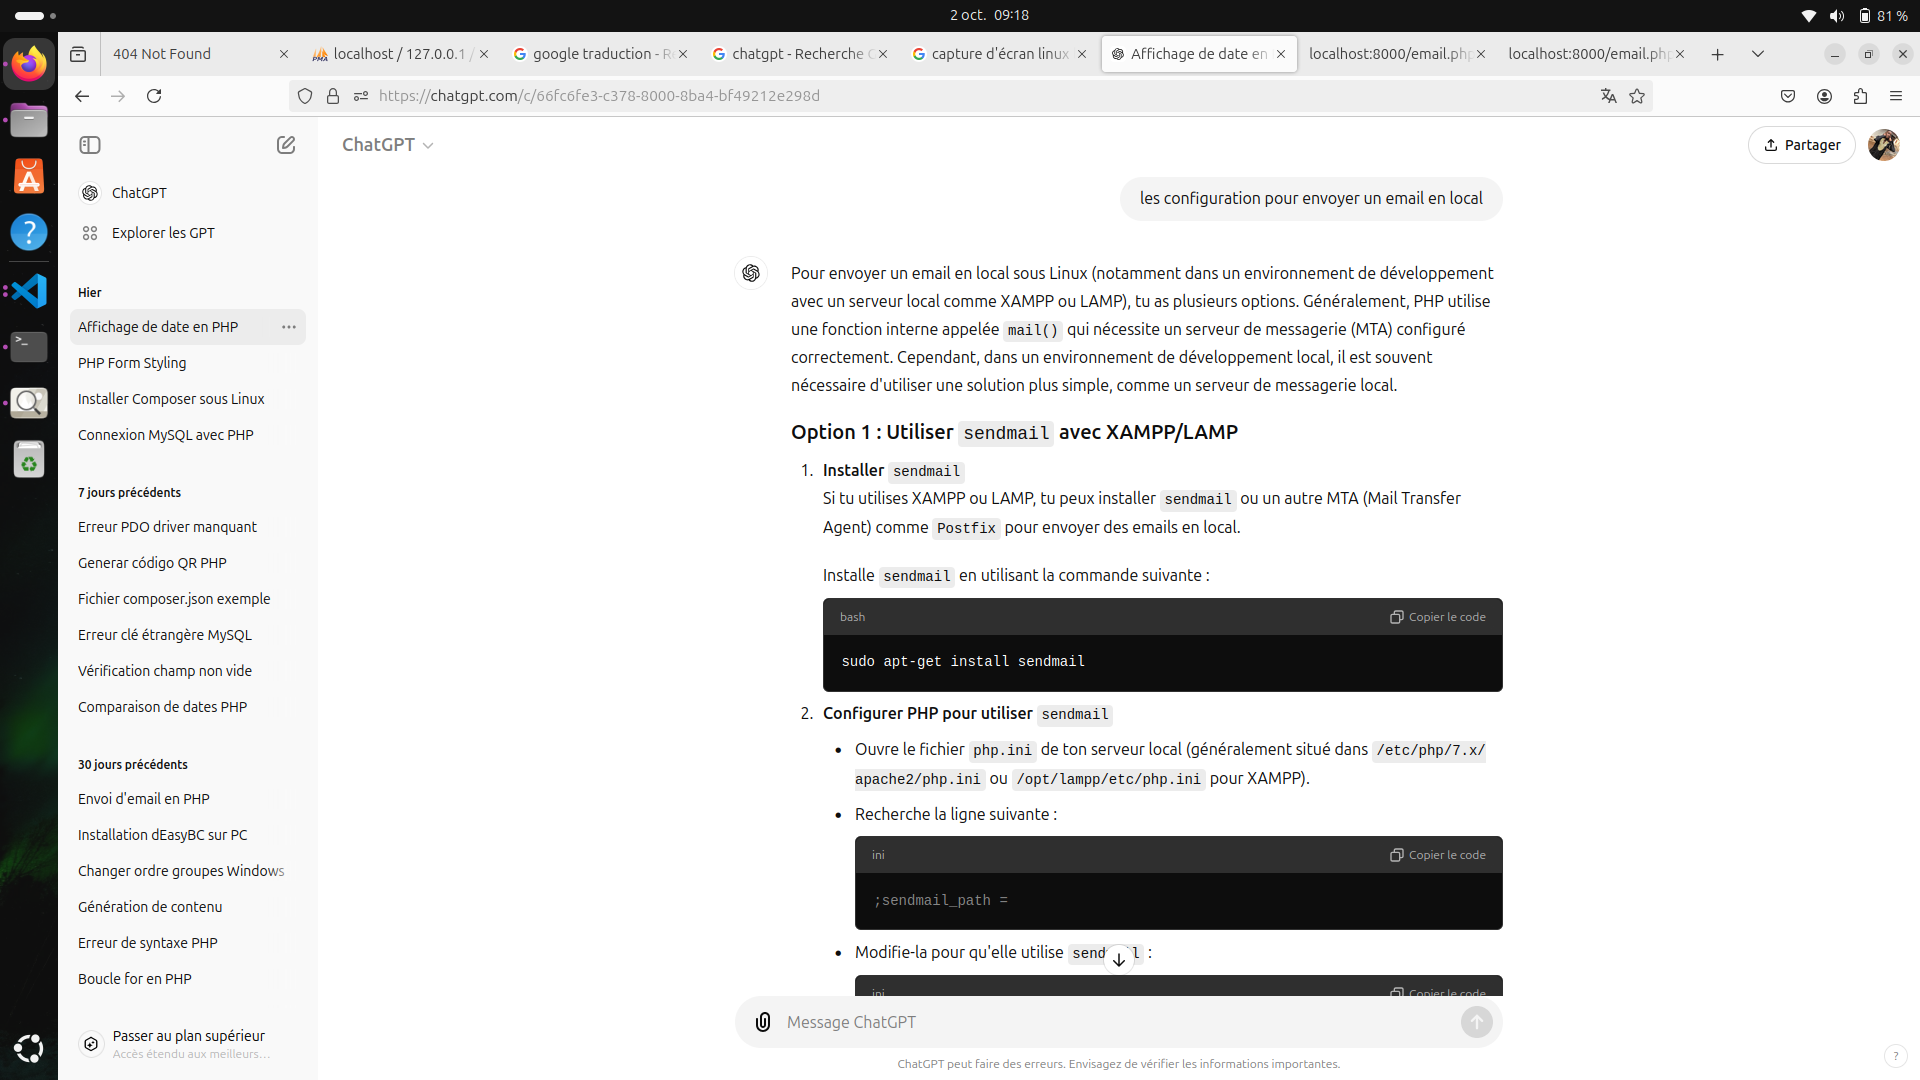 2 oct. 09:18
81 %
404 Not Found
localhost / 127.0.0.1 /
google traduction - R
chatgpt - Recherche
capture d'écran linux
Affichage de date en
localhost:8000/email.php
localhost:8000/email.php
https://chatgpt.com/c/66fc6fe3-c378-8000-8ba4-bf49212e298d
ChatGPT
Partager
ChatGPT
Explorer les GPT
Hier
Affichage de date en PHP
PHP Form Styling
Installer Composer sous Linux
Connexion MySQL avec PHP
7 jours précédents
Erreur PDO driver manquant
Generar código QR PHP
Fichier composer.json exemple
Erreur clé étrangère MySQL
Vérification champ non vide
Comparaison de dates PHP
30 jours précédents
Envoi d'email en PHP
Installation dEasyBC sur PC
Changer ordre groupes Windows
Génération de contenu
Erreur de syntaxe PHP
Boucle for en PHP
Passer au plan supérieur
Accès étendu aux meilleurs…
les configuration pour envoyer un email en local
Pour envoyer un email en local sous Linux (notamment dans un environnement de développement
avec un serveur local comme XAMPP ou LAMP), tu as plusieurs options. Généralement, PHP utilise
une fonction interne appelée mail() qui nécessite un serveur de messagerie (MTA) configuré
correctement. Cependant, dans un environnement de développement local, il est souvent
nécessaire d'utiliser une solution plus simple, comme un serveur de messagerie local.
Option 1 : Utiliser sendmail avec XAMPP/LAMP
1. Installer sendmail
Si tu utilises XAMPP ou LAMP, tu peux installer sendmail ou un autre MTA (Mail Transfer
Agent) comme Postfix pour envoyer des emails en local.
Installe sendmail en utilisant la commande suivante :
bash Copier le code
sudo apt-get install sendmail
2. Configurer PHP pour utiliser sendmail
• Ouvre le fichier php.ini de ton serveur local (généralement situé dans /etc/php/7.x/
apache2/php.ini ou /opt/lampp/etc/php.ini pour XAMPP).
• Recherche la ligne suivante :
ini Copier le code
;sendmail_path =
• Modifie-la pour qu'elle utilise :
ini Copier le code
Message ChatGPT
ChatGPT peut faire des erreurs. Envisagez de vérifier les informations importantes.
?